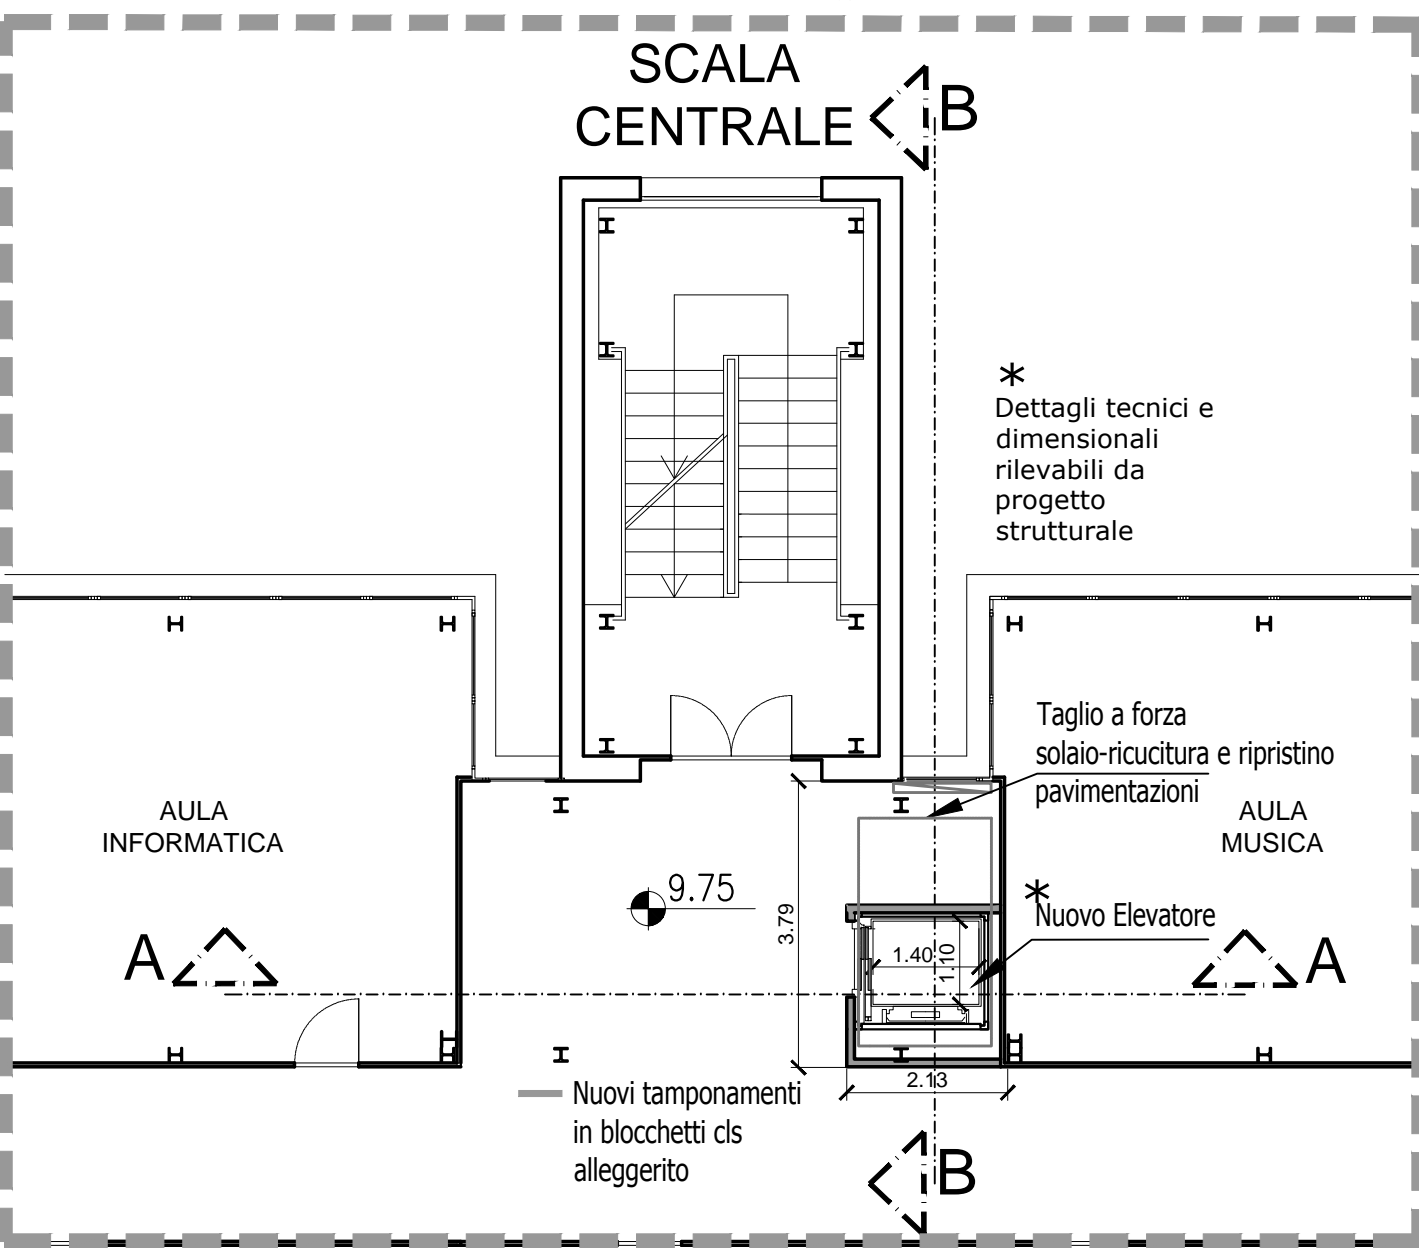 SCALA
CENTRALE
B
*
Dettagli tecnici e
dimensionali
rilevabili da
progetto
strutturale
Taglio a forza
solaio-ricucitura e ripristino
pavimentazioni
AULA
INFORMATICA
AULA
MUSICA
9.75
3.79
*
Nuovo Elevatore
1.40
1.10
A
A
2.13
Nuovi tamponamenti
in blocchetti cls
alleggerito
B